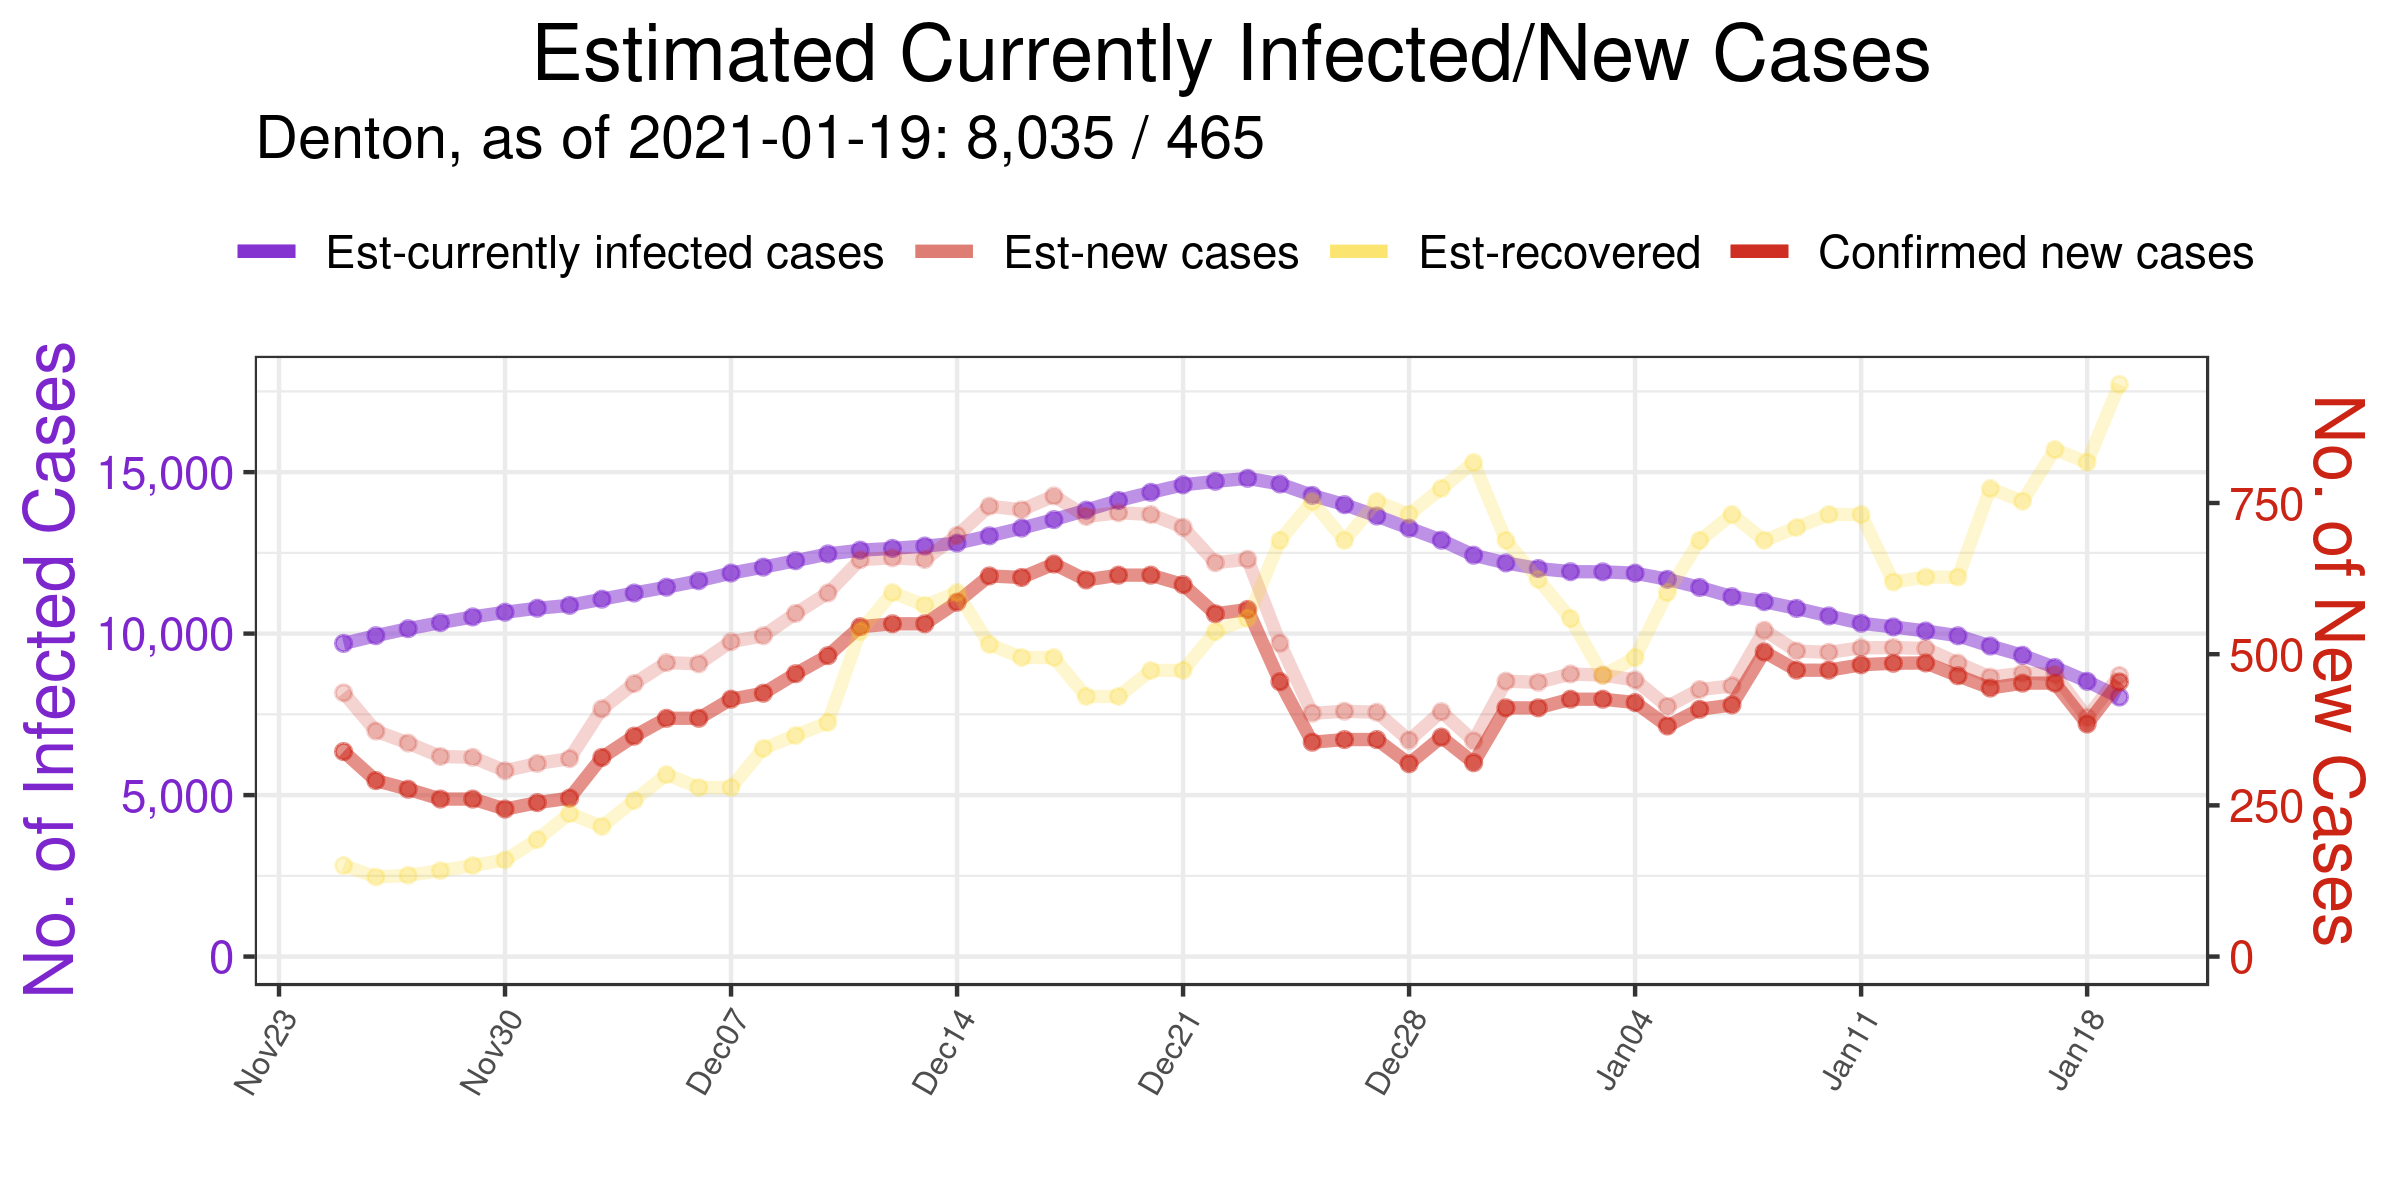 Estimated Currently Infected/New Cases
Denton, as of 2021-01-19: 8,035 / 465
Est-currently infected cases Est-new cases Est-recovered Confirmed new cases
No. of Infected Cases
15,000
10,000
5,000
0
750
500
250
0
No. of New Cases
Nov23 Nov30 Dec07 Dec14 Dec21 Dec28 Jan04 Jan11 Jan18